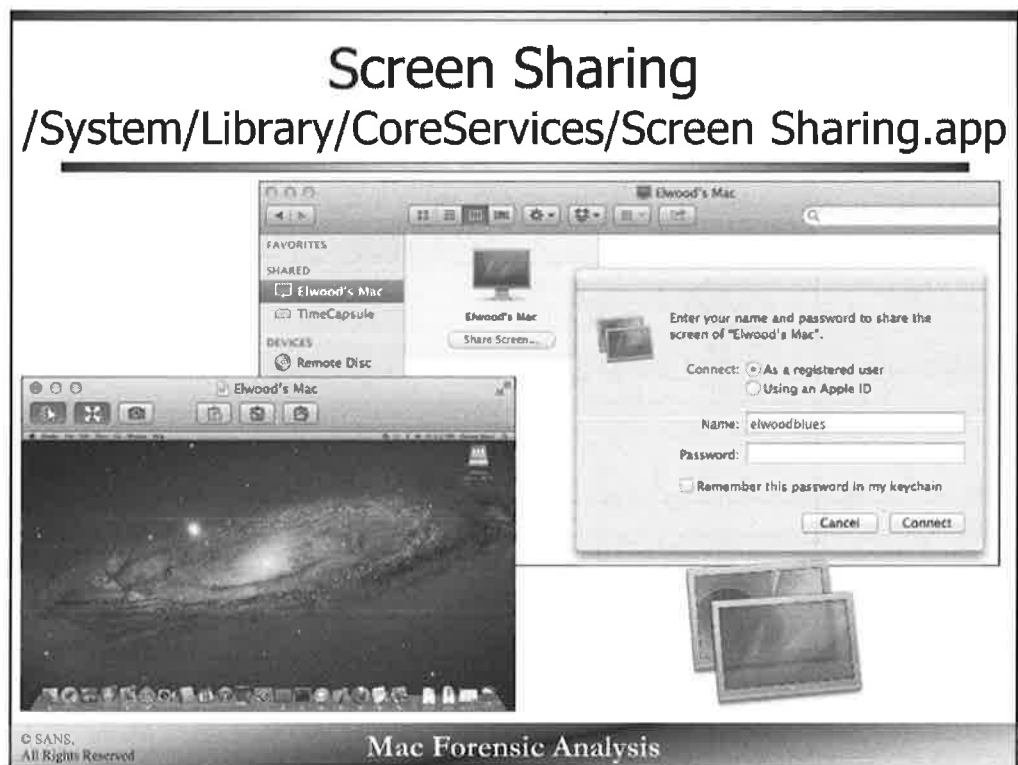 Screen Sharing
/System/Library/CoreServices/Screen Sharing.app
Elwood's Mac
FAVORITES
SHARED
Elwood's Mac
TimeCapsule
DEVICES
Remote Disc
Elwood's Mac
Share Screen...
Enter your name and password to share the
screen of "Elwood's Mac".
Connect: As a registered user
Using an Apple ID
Name: elwoodblues
Password:
Remember this password in my keychain
Cancel Connect
Elwood's Mac
© SANS,
All Rights Reserved
Mac Forensic Analysis